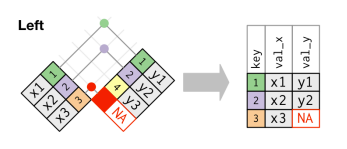 Left
1 x1
2 x2
3 x3
1 y1
2 y2
4 y3
NA
key val_x val_y
1 x1 y1
2 x2 y2
3 x3 NA